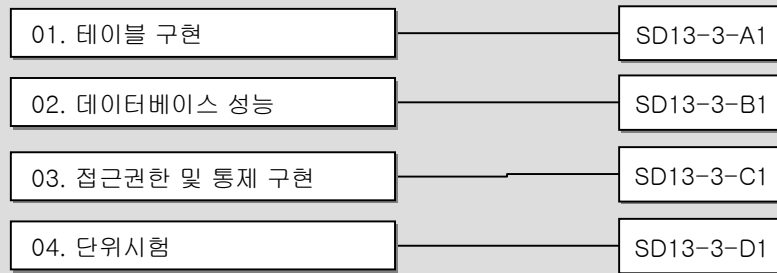 01. 테이블 구현
SD13-3-A1
02. 데이터베이스 성능
SD13-3-B1
03. 접근권한 및 통제 구현
SD13-3-C1
04. 단위시험
SD13-3-D1